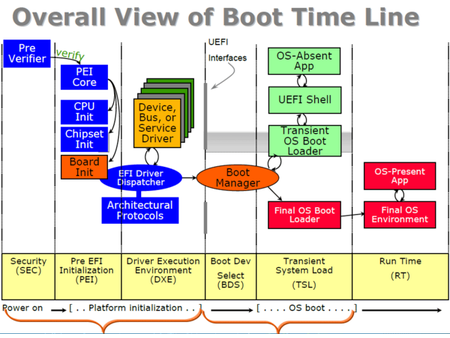 Overall View of Boot Time Line
Pre
Verifier
verify
PEI
Core
CPU
Init
Chipset
Init
Board
Init
Device,
Bus, or
Service
Driver
EFI Driver
Dispatcher
Architectural
Protocols
UEFI
Interfaces
Boot
Manager
OS-Absent
App
UEFI Shell
Transient
OS Boot
Loader
Final OS Boot
Loader
OS-Present
App
Final OS
Environment
Security
(SEC)
Pre EFI
Initialization
(PEI)
Driver Execution
Environment
(DXE)
Boot Dev
Select
(BDS)
Transient
System Load
(TSL)
Run Time
(RT)
Power on
[ . . Platform initialization . . ]
[ . . . . OS boot . . . . ]